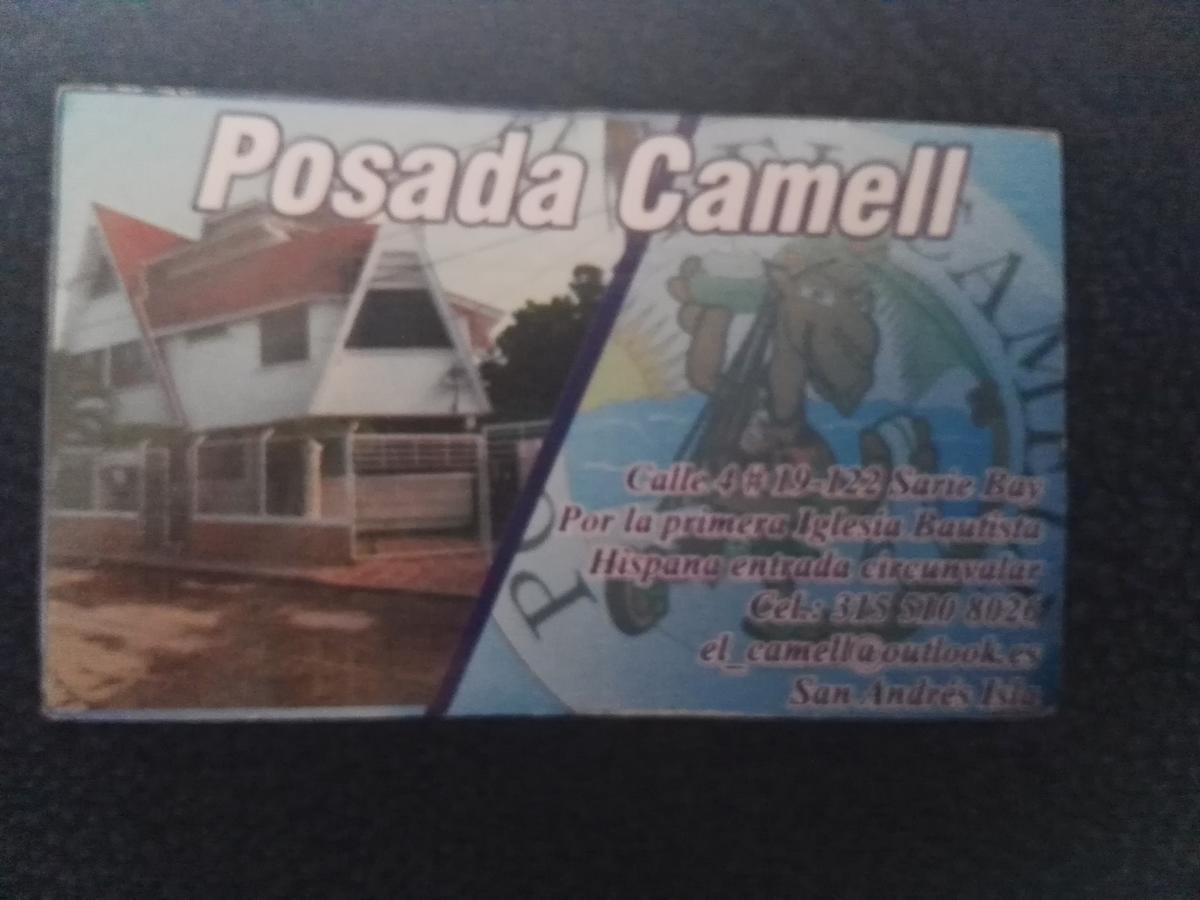 Posada Camell
Calle 4 # 19-122 Sarie Bay
Por la primera Iglesia Bautista
Hispana entrada circunvalar
Cel.: 315 510 8026
el_camell@outlook.es
San Andrés Isla